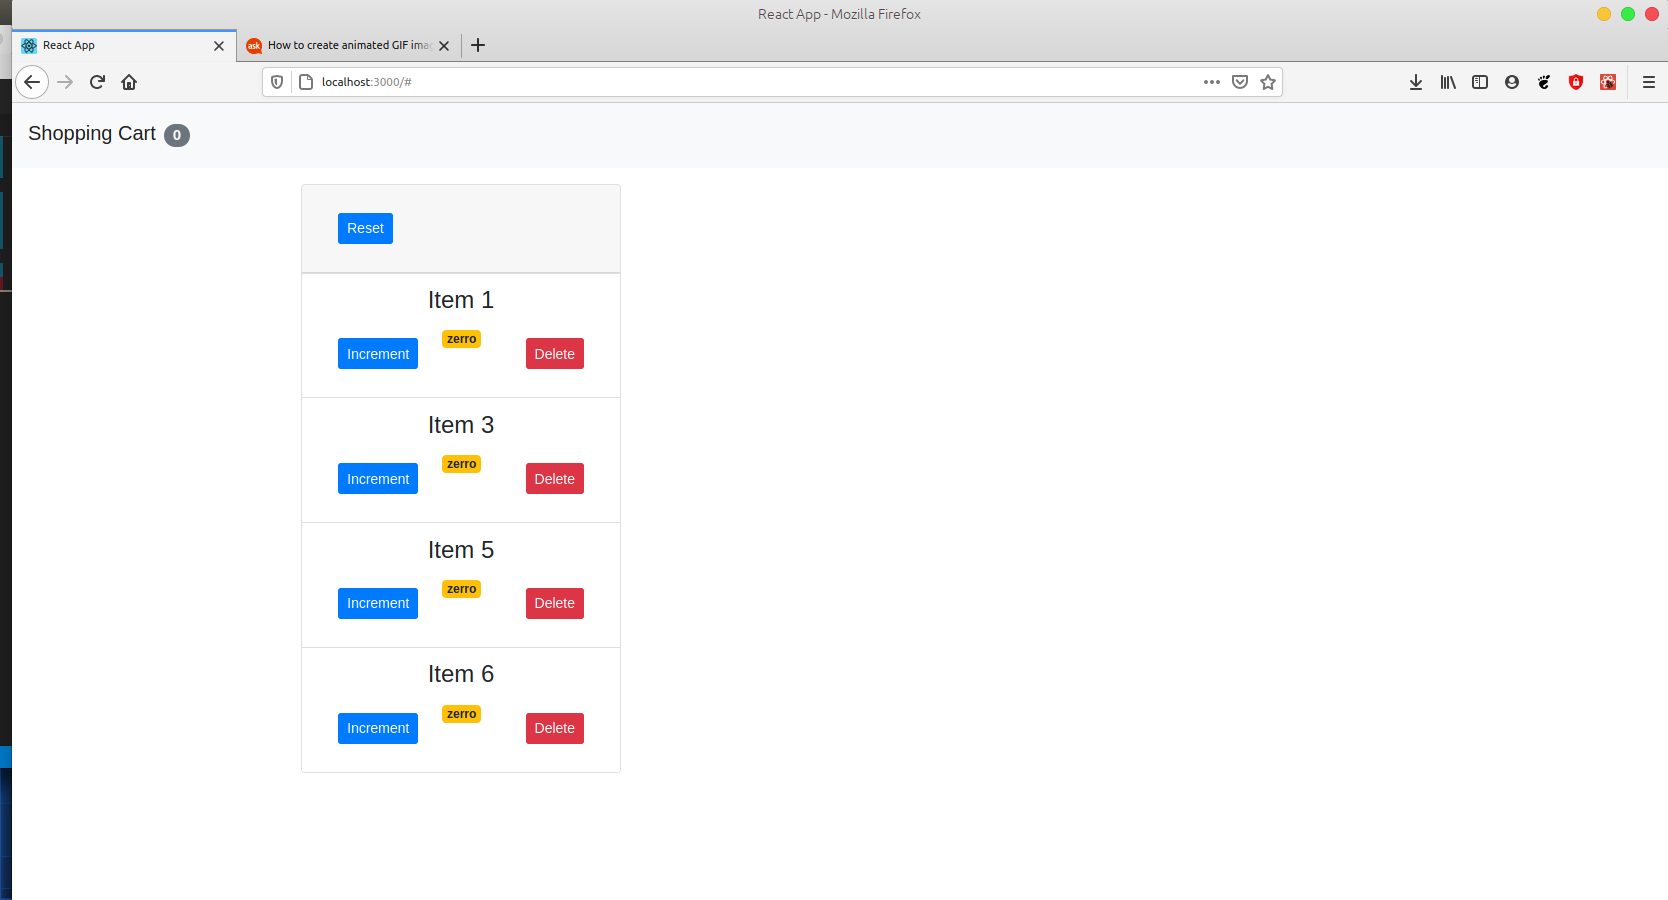 React App - Mozilla Firefox
React App
ask How to create animated GIF ima
localhost:3000/#
Shopping Cart 0
Reset
Item 1
Increment zerro Delete
Item 3
Increment zerro Delete
Item 5
Increment zerro Delete
Item 6
Increment zerro Delete